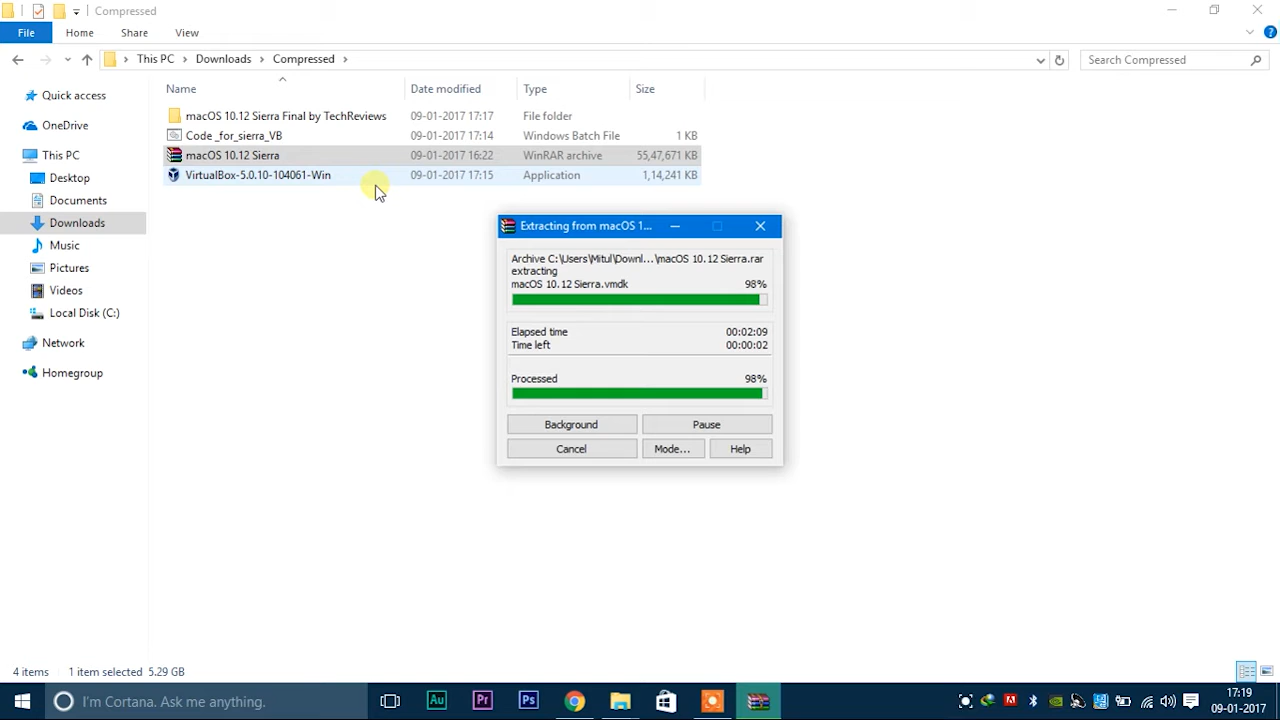 Compressed
File Home Share View
This PC Downloads Compressed
Search Compressed
Name Date modified Type Size
Quick access
OneDrive
This PC
Desktop
Documents
Downloads
Music
Pictures
Videos
Local Disk (C:)
Network
Homegroup
macOS 10.12 Sierra Final by TechReviews 09-01-2017 17:17 File folder
Code _for_sierra_VB 09-01-2017 17:14 Windows Batch File 1 KB
macOS 10.12 Sierra 09-01-2017 16:22 WinRAR archive 55,47,671 KB
VirtualBox-5.0.10-104061-Win 09-01-2017 17:15 Application 1,14,241 KB
Extracting from macOS 1...
Archive C:\Users\Mitul\Downl...\macOS 10.12 Sierra.rar
extracting
macOS 10.12 Sierra.vmdk 98%
Elapsed time 00:02:09
Time left 00:00:02
Processed 98%
Background Pause
Cancel Mode... Help
4 items 1 item selected 5.29 GB
I'm Cortana. Ask me anything.
Au Pr Ps
17:19
09-01-2017